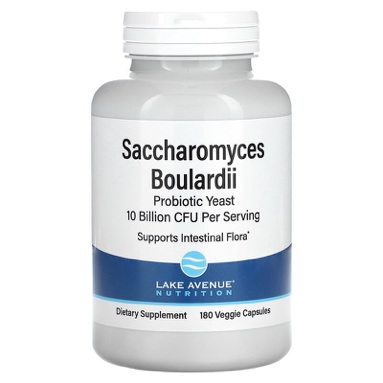 Saccharomyces
Boulardii
Probiotic Yeast
10 Billion CFU Per Serving
Supports Intestinal Flora*
LAKE AVENUE®
NUTRITION
Dietary Supplement 180 Veggie Capsules